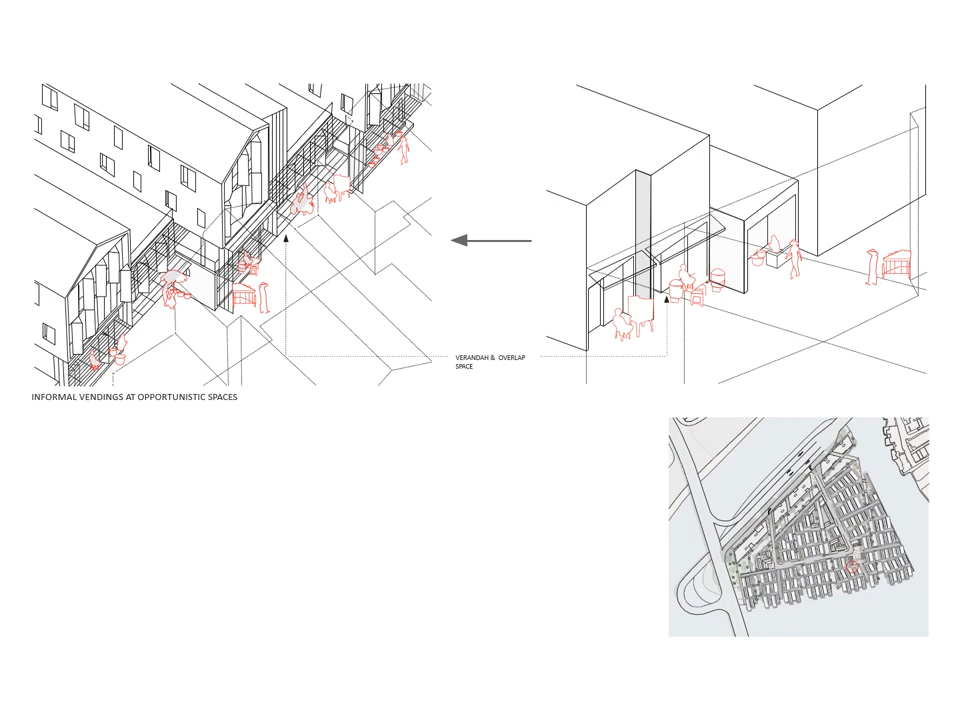 VERANDAH & OVERLAP
SPACE
INFORMAL VENDINGS AT OPPORTUNISTIC SPACES